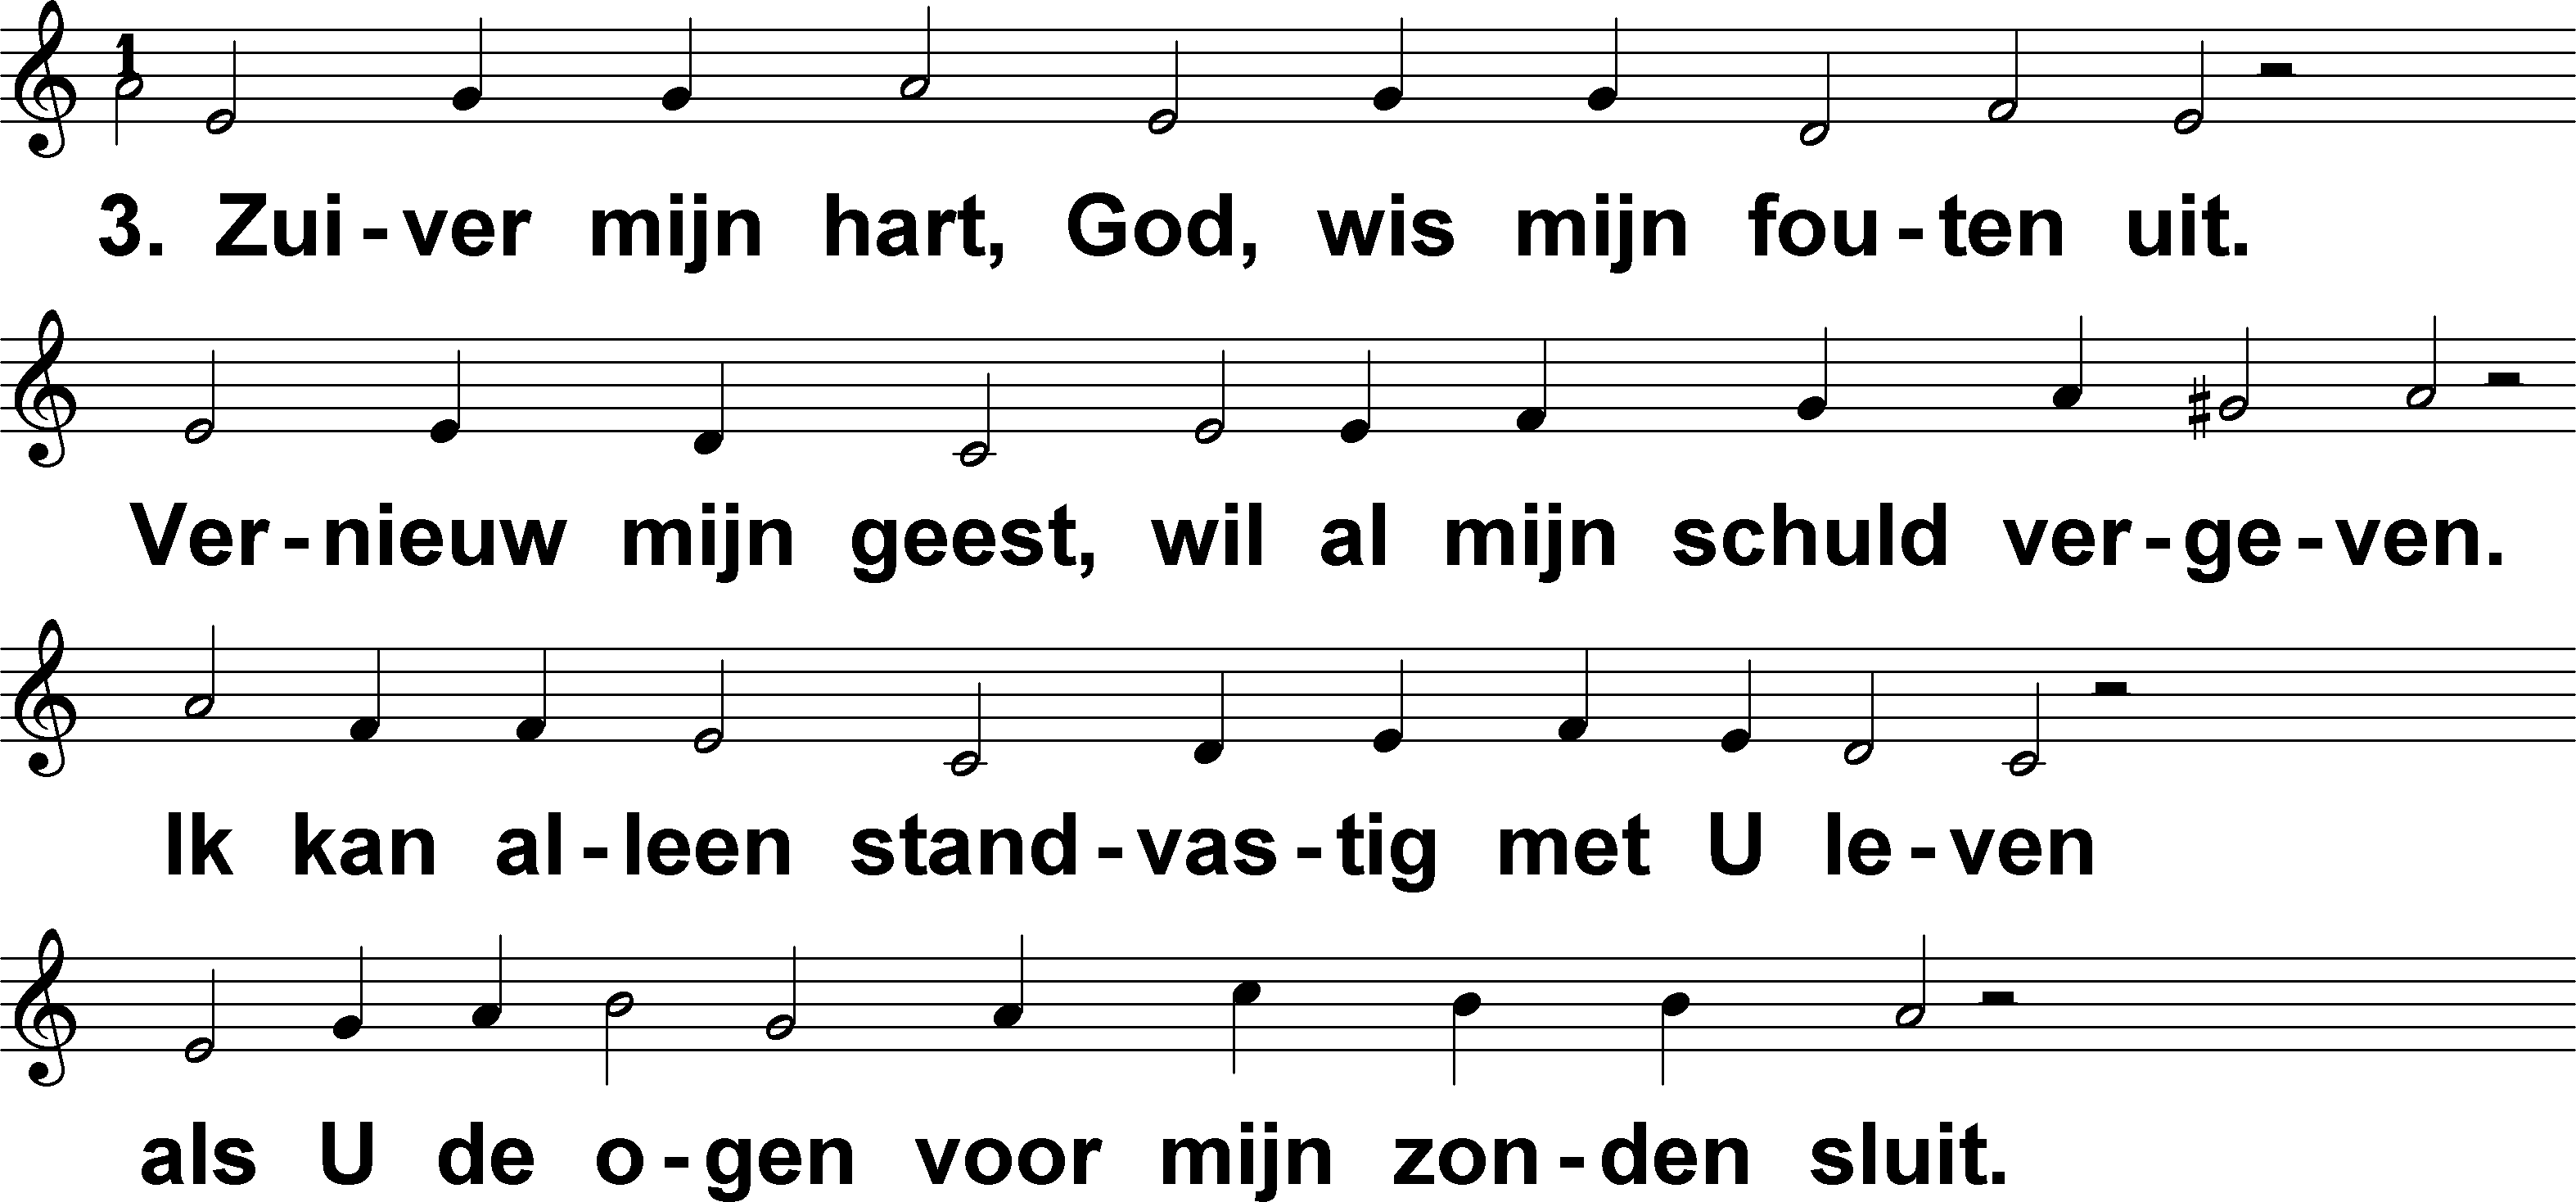 1
3. Zui-ver mijn hart, God, wis mijn fou-ten uit.
Ver-nieuw mijn geest, wil al mijn schuld ver-ge-ven.
Ik kan al-leen stand-vas-tig met U le-ven
als U de o-gen voor mijn zon-den sluit.